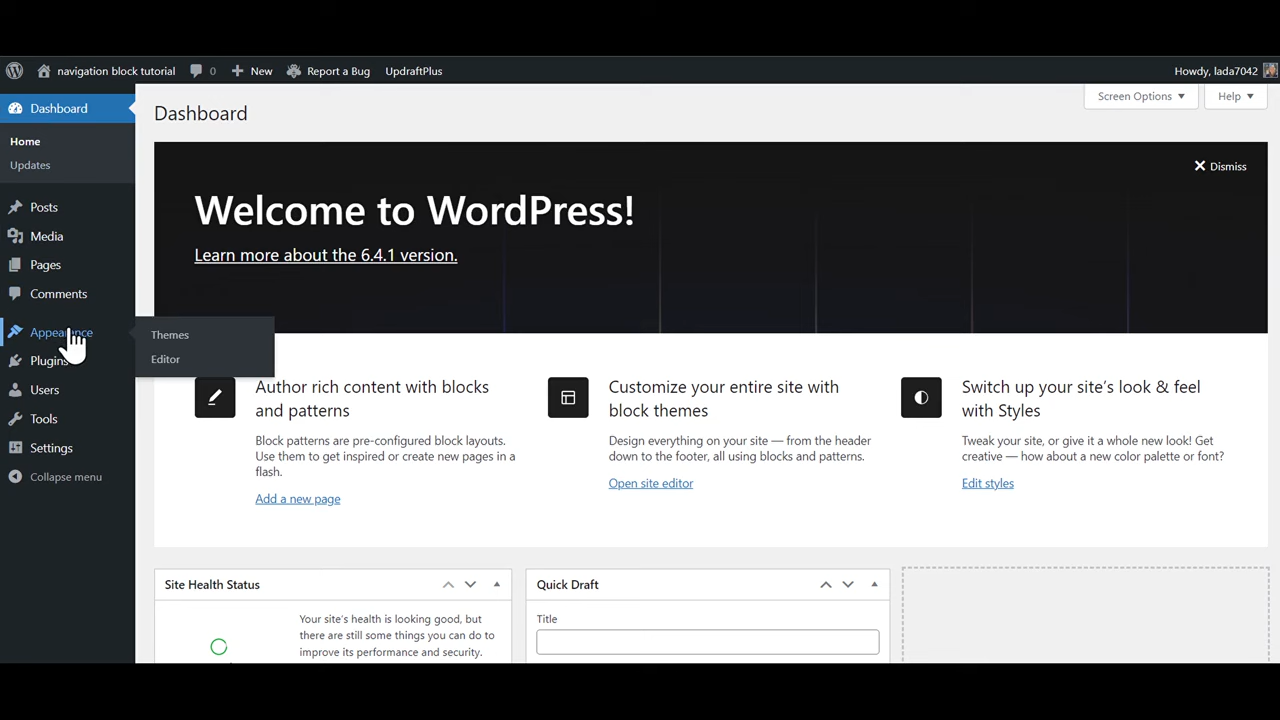 navigation block tutorial
0
New
Report a Bug
UpdraftPlus
Howdy, lada7042
Dashboard
Home
Updates
Posts
Media
Pages
Comments
Appearance
Plugins
Users
Tools
Settings
Collapse menu
Themes
Editor
Dashboard
Screen Options
Help
Dismiss
Welcome to WordPress!
Learn more about the 6.4.1 version.
Author rich content with blocks
and patterns
Block patterns are pre-configured block layouts.
Use them to get inspired or create new pages in a
flash.
Add a new page
Customize your entire site with
block themes
Design everything on your site — from the header
down to the footer, all using blocks and patterns.
Open site editor
Switch up your site’s look & feel
with Styles
Tweak your site, or give it a whole new look! Get
creative — how about a new color palette or font?
Edit styles
Site Health Status
Your site’s health is looking good, but
there are still some things you can do to
improve its performance and security.
Quick Draft
Title